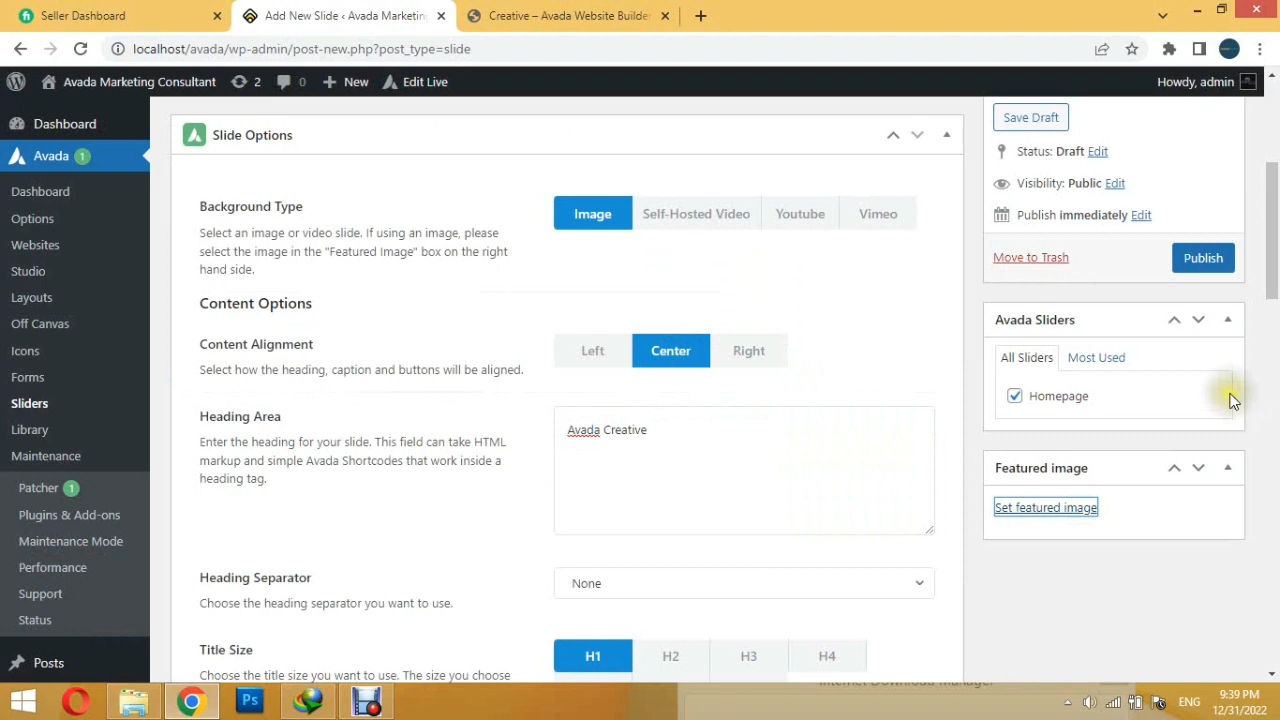 Seller Dashboard
Add New Slide ‹ Avada Marketing
Creative – Avada Website Builder
localhost/avada/wp-admin/post-new.php?post_type=slide
Avada Marketing Consultant
2
0
New
Edit Live
Howdy, admin
Dashboard
Avada 1
Dashboard
Options
Websites
Studio
Layouts
Off Canvas
Icons
Forms
Sliders
Library
Maintenance
Patcher 1
Plugins & Add-ons
Maintenance Mode
Performance
Support
Status
Posts
Slide Options
Background Type
Select an image or video slide. If using an image, please
select the image in the "Featured Image" box on the right
hand side.
Image
Self-Hosted Video
Youtube
Vimeo
Content Options
Content Alignment
Select how the heading, caption and buttons will be aligned.
Left
Center
Right
Heading Area
Enter the heading for your slide. This field can take HTML
markup and simple Avada Shortcodes that work inside a
heading tag.
Avada Creative
Heading Separator
Choose the heading separator you want to use.
None
Title Size
Choose the title size you want to use. The size you choose
H1
H2
H3
H4
Save Draft
Status: Draft Edit
Visibility: Public Edit
Publish immediately Edit
Move to Trash
Publish
Avada Sliders
All Sliders
Most Used
Homepage
Featured image
Set featured image
Internet Download Manager.
Ps
ENG
9:39 PM
12/31/2022